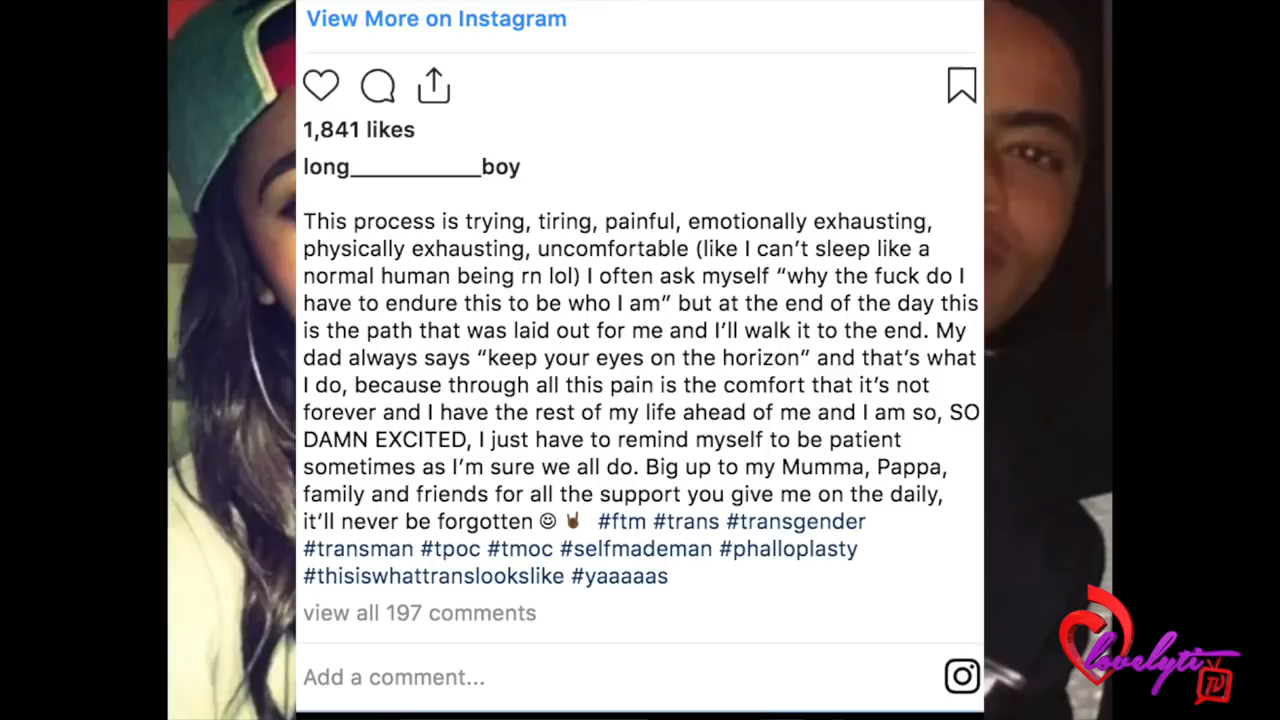 View More on Instagram
1,841 likes
long____________boy
This process is trying, tiring, painful, emotionally exhausting,
physically exhausting, uncomfortable (like I can't sleep like a
normal human being rn lol) I often ask myself “why the fuck do I
have to endure this to be who I am” but at the end of the day this
is the path that was laid out for me and I'll walk it to the end. My
dad always says “keep your eyes on the horizon” and that's what
I do, because through all this pain is the comfort that it's not
forever and I have the rest of my life ahead of me and I am so, SO
DAMN EXCITED, I just have to remind myself to be patient
sometimes as I'm sure we all do. Big up to my Mumma, Pappa,
family and friends for all the support you give me on the daily,
it'll never be forgotten ☺ 🤘🏾 #ftm #trans #transgender
#transman #tpoc #tmoc #selfmademan #phalloplasty
#thisiswhattranslookslike #yaaaaas
view all 197 comments
Add a comment...
lovelyti
TV